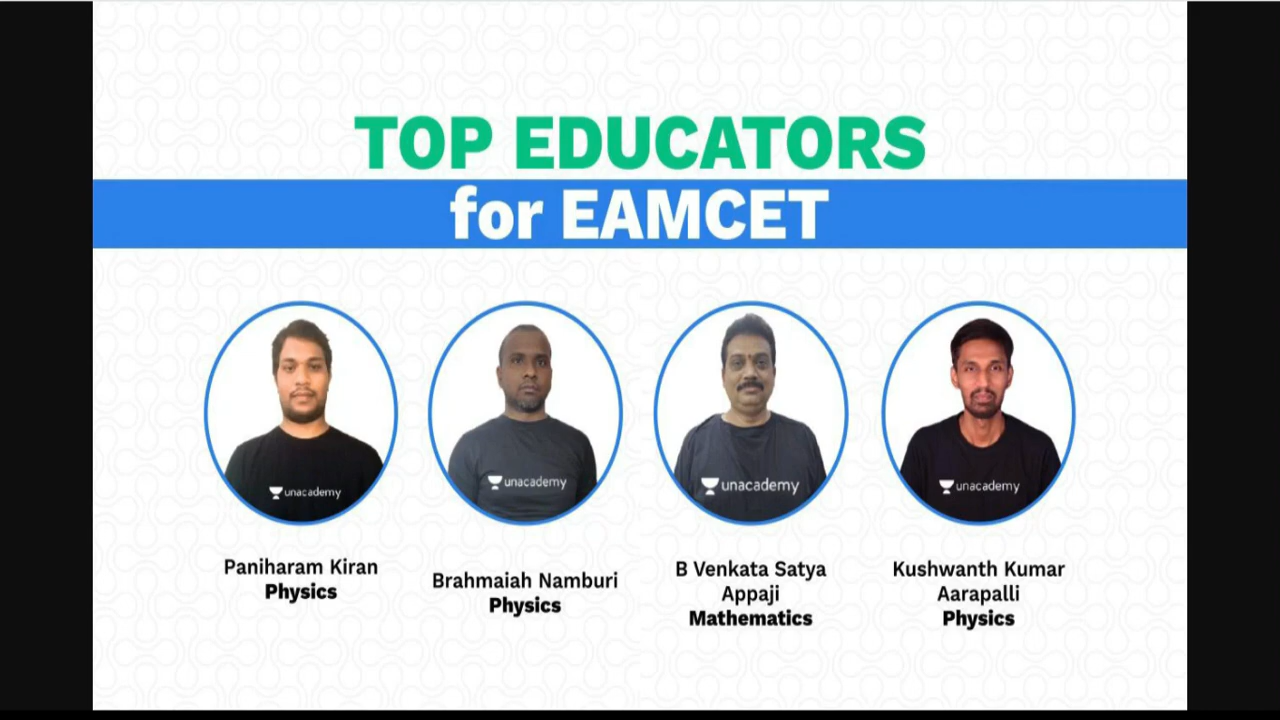 TOP EDUCATORS
for EAMCET
unacademy
unacademy
unacademy
unacademy
Paniharam Kiran
Physics
Brahmaiah Namburi
Physics
B Venkata Satya
Appaji
Mathematics
Kushwanth Kumar
Aarapalli
Physics